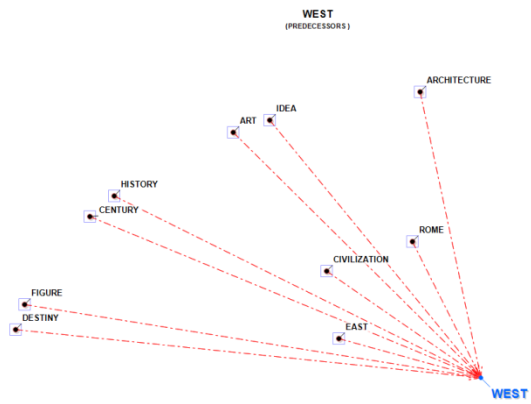 WEST
(PREDECESSORS )
ARCHITECTURE
IDEA
ART
HISTORY
CENTURY
ROME
CIVILIZATION
FIGURE
DESTINY
EAST
WEST